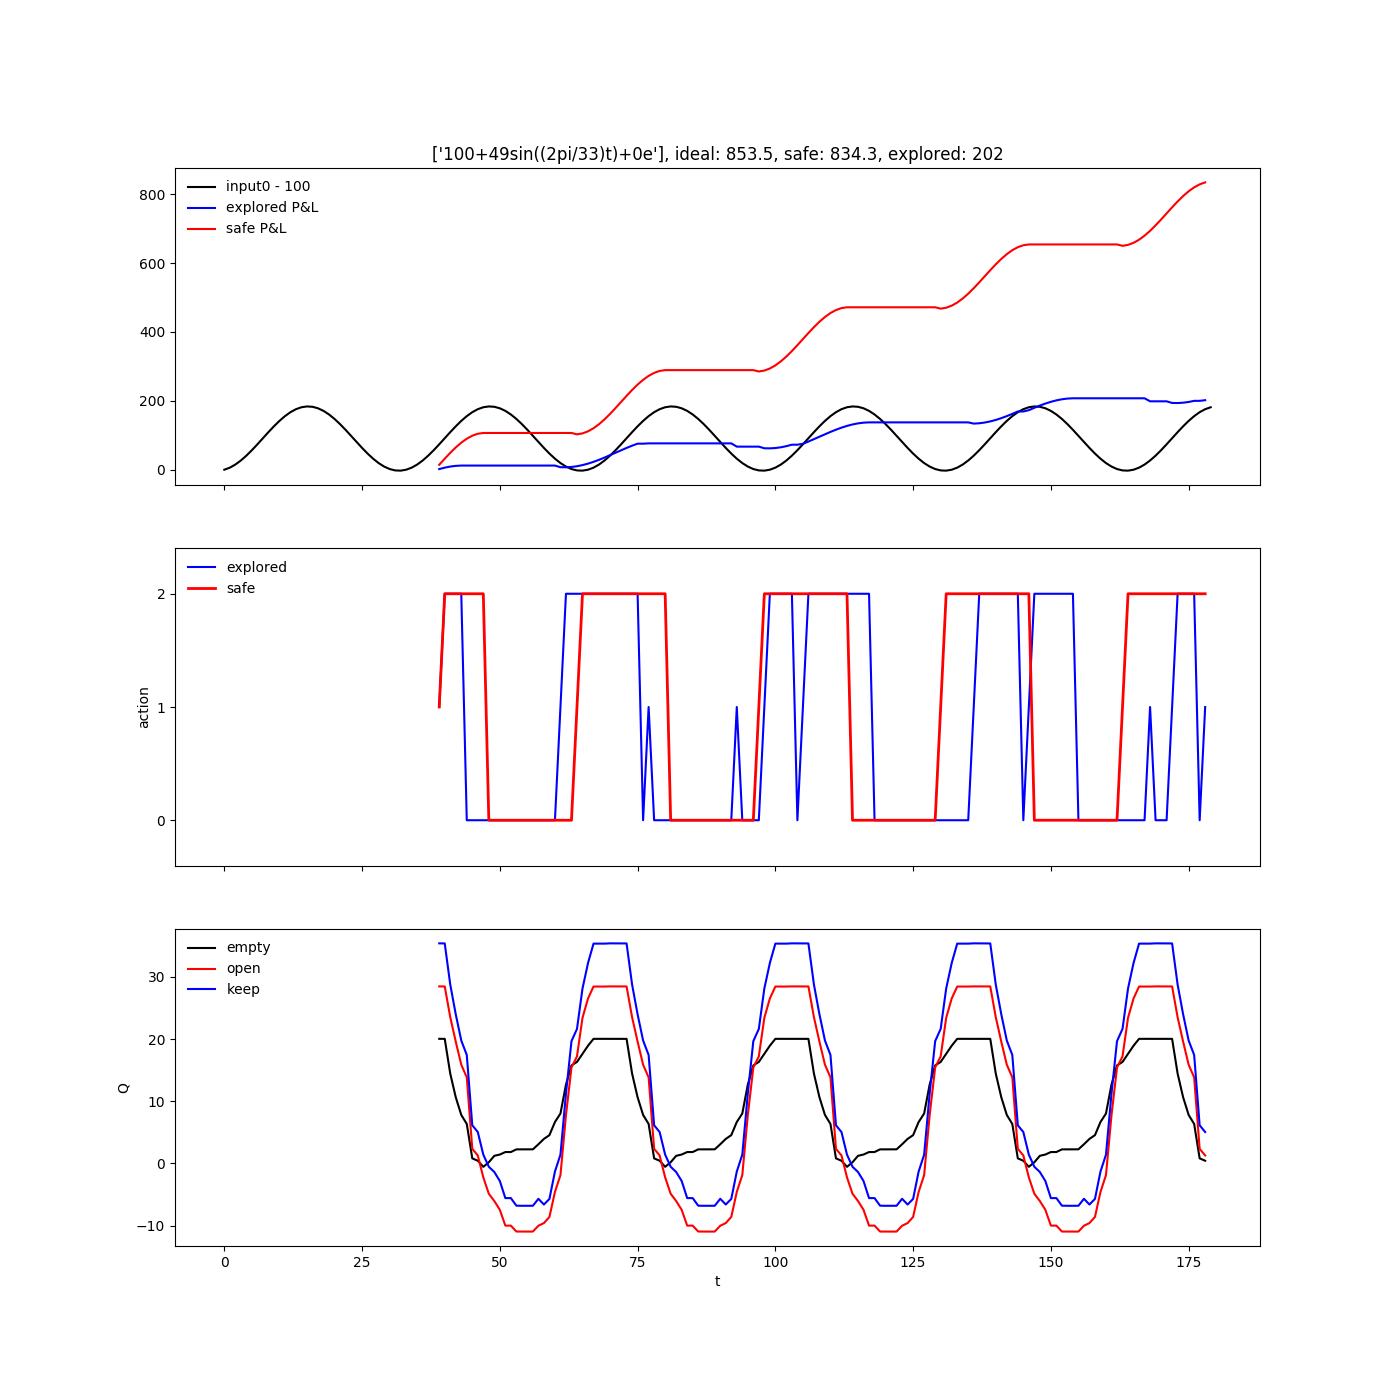 ['100+49sin((2pi/33)t)+0e'], ideal: 853.5, safe: 834.3, explored: 202
input0 - 100
explored P&L
safe P&L
800
600
400
200
0
explored
safe
2
1
0
action
empty
open
keep
30
20
10
0
−10
Q
0 25 50 75 100 125 150 175
t